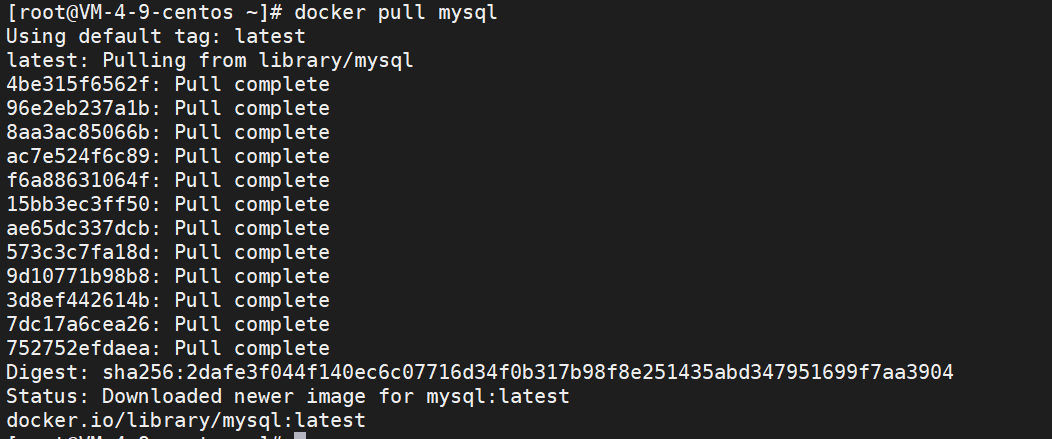 [root@VM-4-9-centos ~]# docker pull mysql
Using default tag: latest
latest: Pulling from library/mysql
4be315f6562f: Pull complete
96e2eb237a1b: Pull complete
8aa3ac85066b: Pull complete
ac7e524f6c89: Pull complete
f6a88631064f: Pull complete
15bb3ec3ff50: Pull complete
ae65dc337dcb: Pull complete
573c3c7fa18d: Pull complete
9d10771b98b8: Pull complete
3d8ef442614b: Pull complete
7dc17a6cea26: Pull complete
752752efdaea: Pull complete
Digest: sha256:2dafe3f044f140ec6c07716d34f0b317b98f8e251435abd347951699f7aa3904
Status: Downloaded newer image for mysql:latest
docker.io/library/mysql:latest